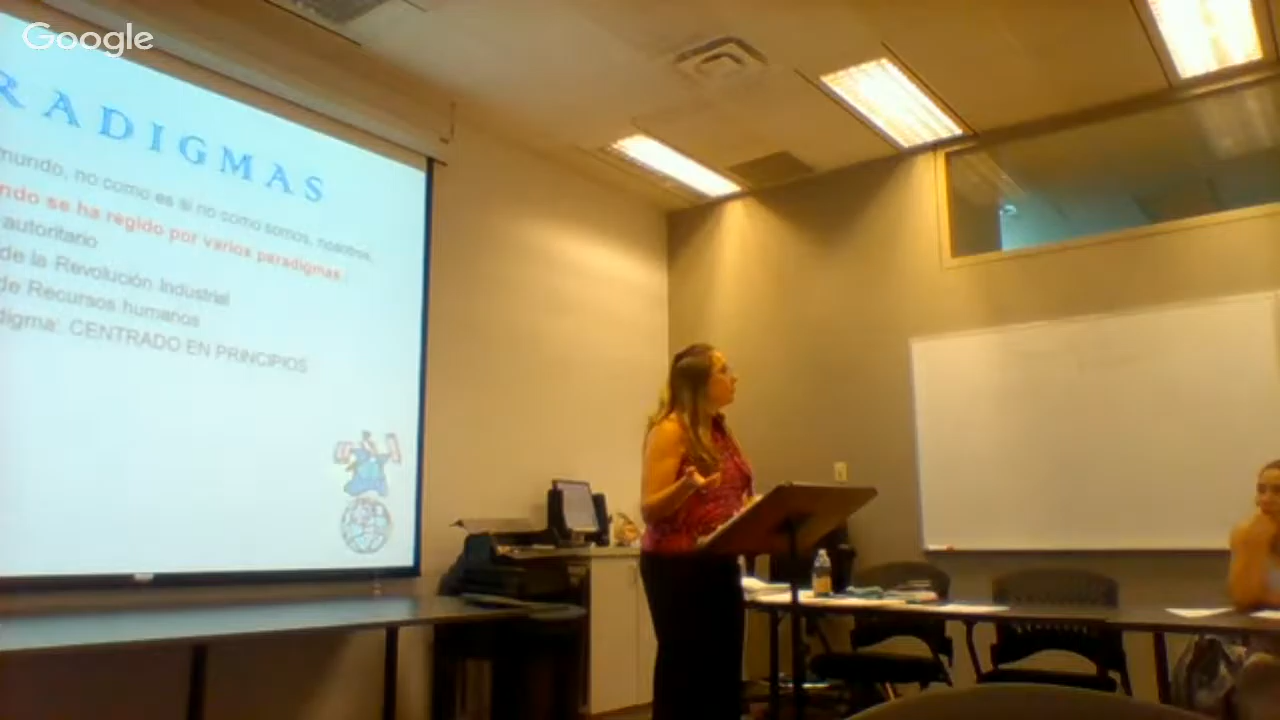 Google
RADIGMAS
mundo, no como es si no como somos, nosotros.
ndo se ha regido por varios paradigmas:
autoritario
de la Revolución Industrial
de Recursos humanos
digma: CENTRADO EN PRINCIPIOS